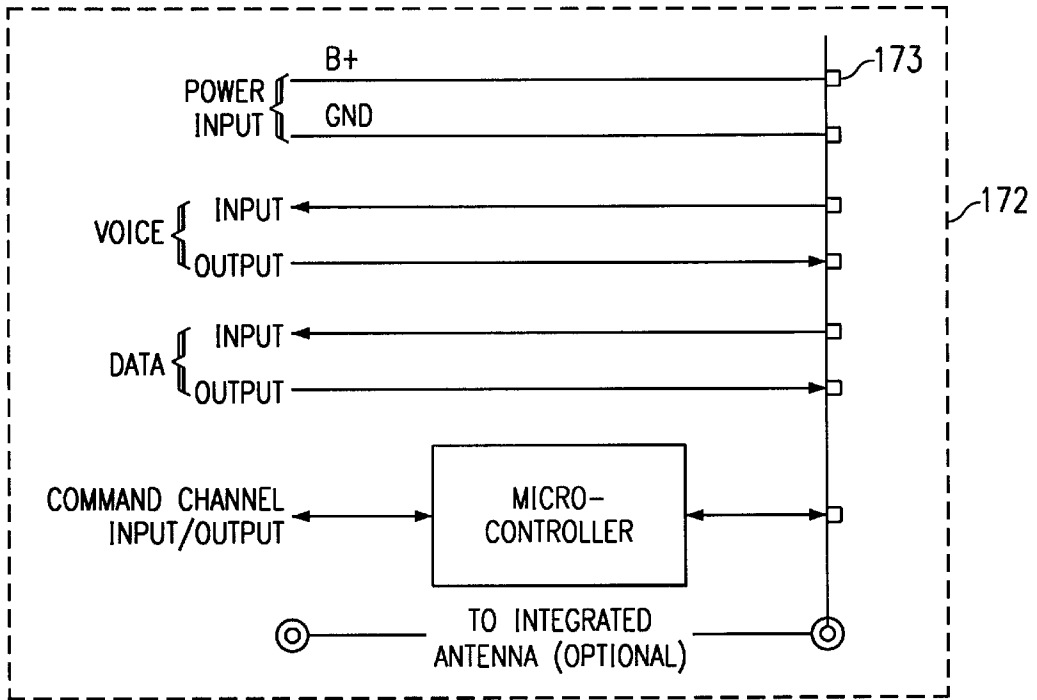 B+
173
POWER
INPUT
GND
172
VOICE
INPUT
OUTPUT
DATA
INPUT
OUTPUT
COMMAND CHANNEL
INPUT/OUTPUT
MICRO-
CONTROLLER
TO INTEGRATED
ANTENNA (OPTIONAL)